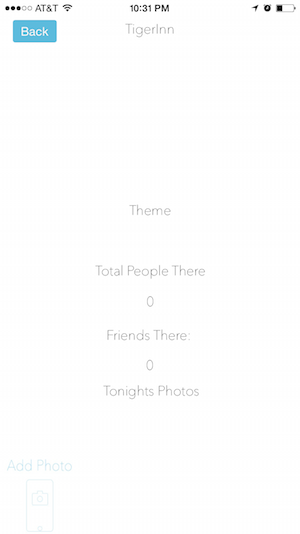 AT&T 10:31 PM
Back TigerInn
Theme
Total People There
0
Friends There:
0
Tonights Photos
Add Photo